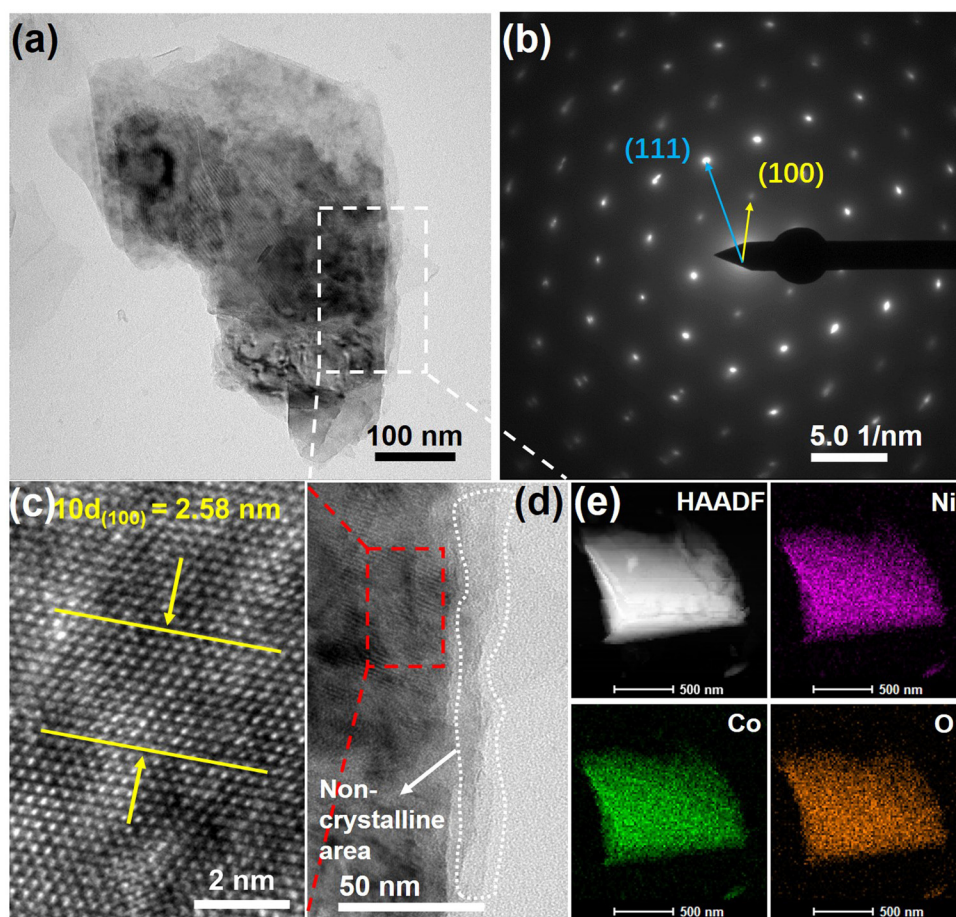 (a)
100 nm
(b)
(111)
(100)
5.0 1/nm
(c)
10d(100) = 2.58 nm
2 nm
(d)
Non-
crystalline
area
50 nm
(e)
HAADF
500 nm
Ni
500 nm
Co
500 nm
O
500 nm